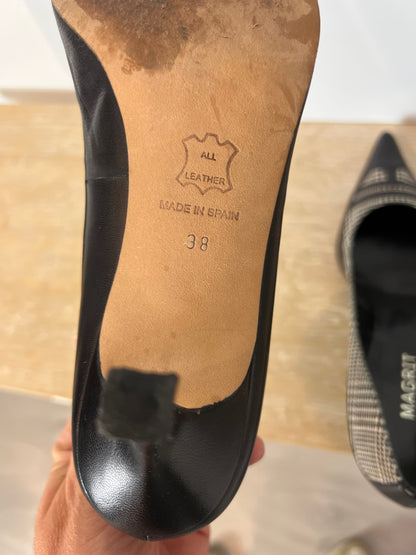 ALL
LEATHER
MADE IN SPAIN
38
MAGRIT